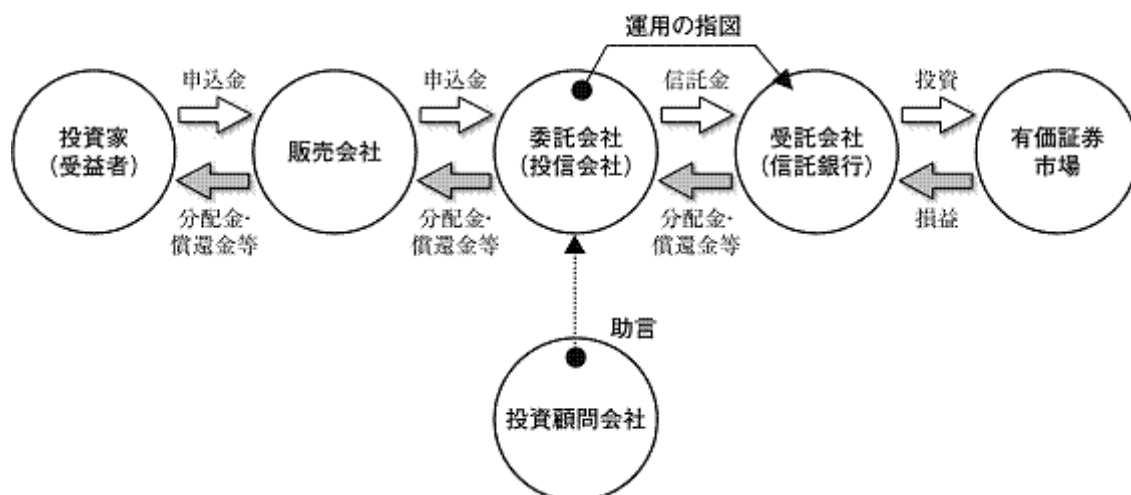 運用の指図
申込金
申込金
信託金
投資
投資家
(受益者)
販売会社
委託会社
(投信会社)
受託会社
(信託銀行)
有価証券
市場
分配金・
償還金等
分配金・
償還金等
分配金・
償還金等
損益
助言
投資顧問会社